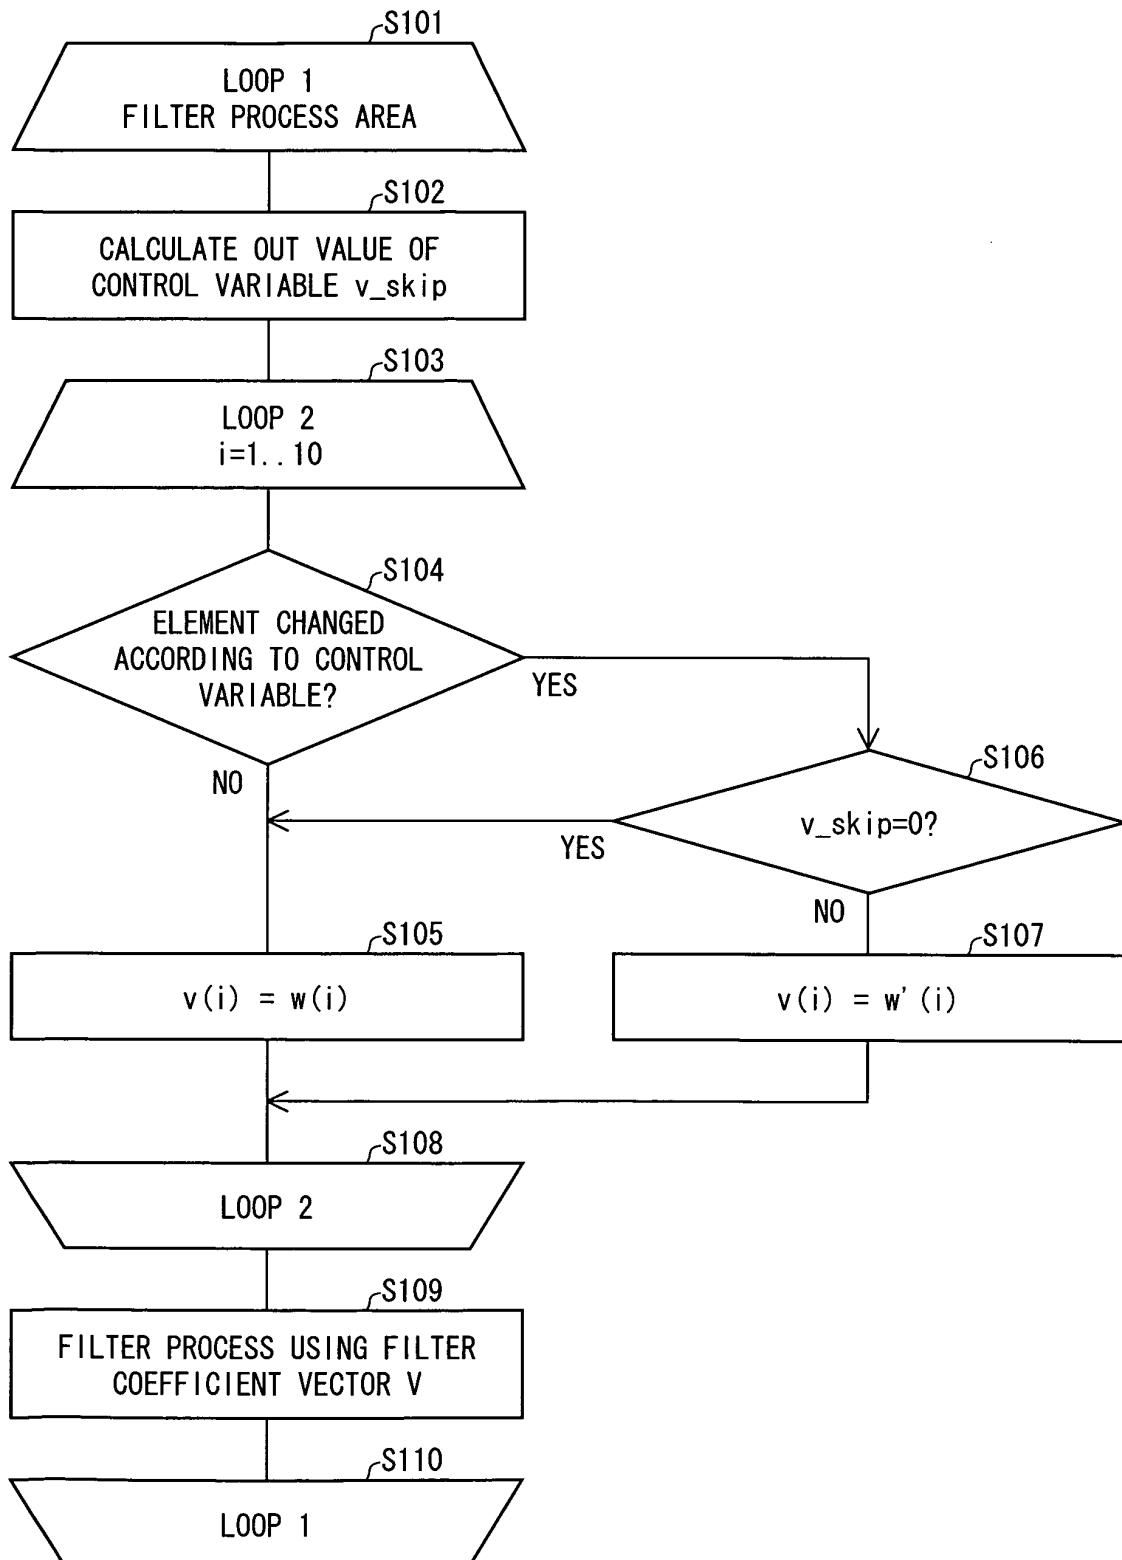 S101
LOOP 1
FILTER PROCESS AREA
S102
CALCULATE OUT VALUE OF
CONTROL VARIABLE v_skip
S103
LOOP 2
i=1..10
S104
ELEMENT CHANGED
ACCORDING TO CONTROL
VARIABLE?
YES
NO
S106
v_skip=0?
YES
NO
S105
v(i) = w(i)
S107
v(i) = w'(i)
S108
LOOP 2
S109
FILTER PROCESS USING FILTER
COEFFICIENT VECTOR V
S110
LOOP 1